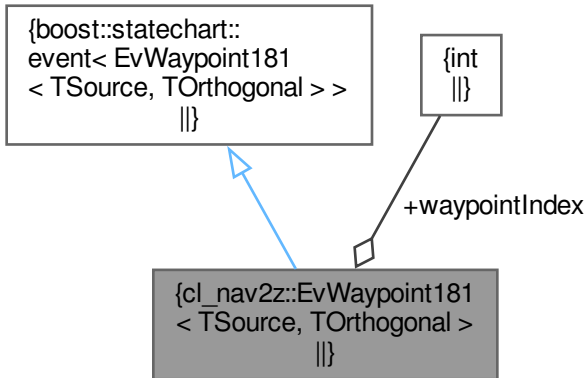 {boost::statechart::
event< EvWaypoint181
< TSource, TOrthogonal > >
||}
{int
||}
+waypointIndex
{cl_nav2z::EvWaypoint181
< TSource, TOrthogonal >
||}